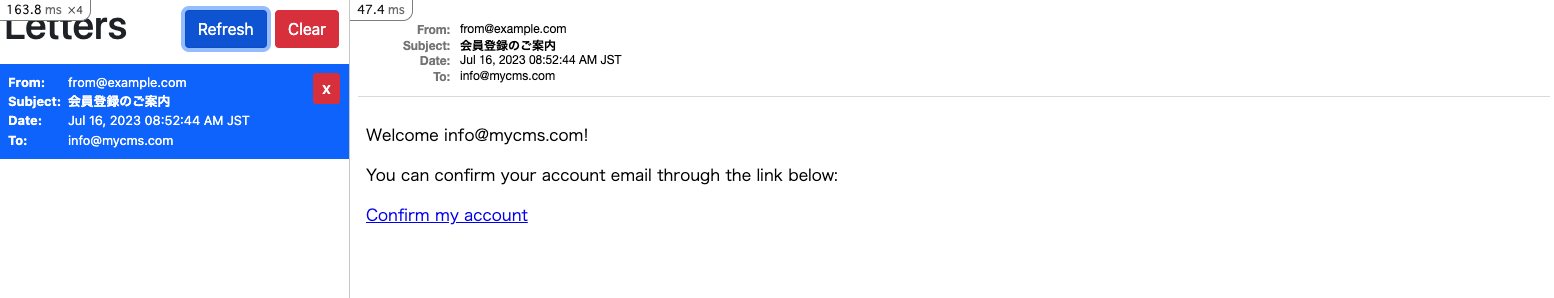 163.8 ms ×4
Letters
Refresh
Clear
From: from@example.com
X
Subject: 会員登録のご案内
Date: Jul 16, 2023 08:52:44 AM JST
To: info@mycms.com
47.4 ms
From: from@example.com
Subject: 会員登録のご案内
Date: Jul 16, 2023 08:52:44 AM JST
To: info@mycms.com
Welcome info@mycms.com!
You can confirm your account email through the link below:
Confirm my account